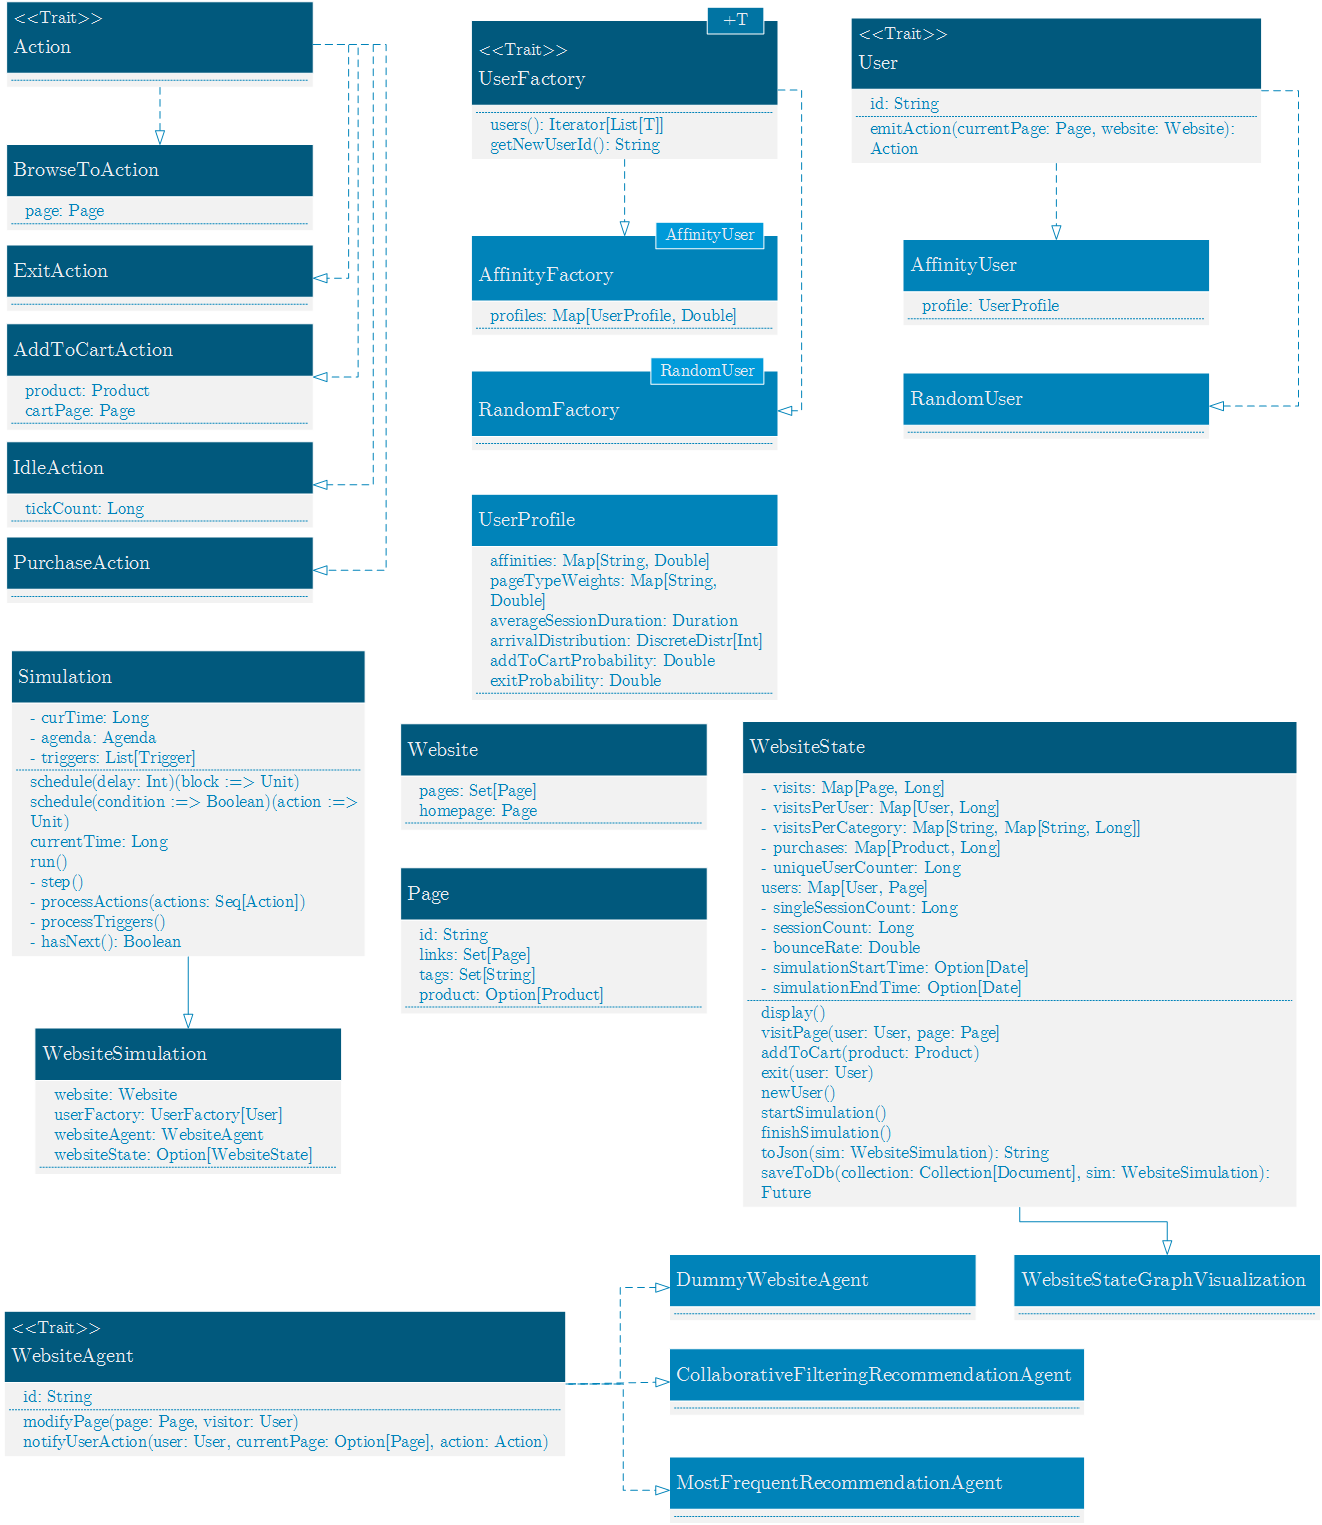 <<Trait>>
Action
BrowseToAction
page: Page
ExitAction
AddToCartAction
product: Product
cartPage: Page
IdleAction
tickCount: Long
PurchaseAction
+T
<<Trait>>
UserFactory
users(): Iterator[List[T]]
getNewUserId(): String
AffinityUser
AffinityFactory
profiles: Map[UserProfile, Double]
RandomUser
RandomFactory
UserProfile
affinities: Map[String, Double]
pageTypeWeights: Map[String,
Double]
averageSessionDuration: Duration
arrivalDistribution: DiscreteDistr[Int]
addToCartProbability: Double
exitProbability: Double
<<Trait>>
User
id: String
emitAction(currentPage: Page, website: Website):
Action
AffinityUser
profile: UserProfile
RandomUser
Simulation
- curTime: Long
- agenda: Agenda
- triggers: List[Trigger]
schedule(delay: Int)(block :=> Unit)
schedule(condition :=> Boolean)(action :=>
Unit)
currentTime: Long
run()
- step()
- processActions(actions: Seq[Action])
- processTriggers()
- hasNext(): Boolean
WebsiteSimulation
website: Website
userFactory: UserFactory[User]
websiteAgent: WebsiteAgent
websiteState: Option[WebsiteState]
Website
pages: Set[Page]
homepage: Page
Page
id: String
links: Set[Page]
tags: Set[String]
product: Option[Product]
WebsiteState
- visits: Map[Page, Long]
- visitsPerUser: Map[User, Long]
- visitsPerCategory: Map[String, Map[String, Long]]
- purchases: Map[Product, Long]
- uniqueUserCounter: Long
users: Map[User, Page]
- singleSessionCount: Long
- sessionCount: Long
- bounceRate: Double
- simulationStartTime: Option[Date]
- simulationEndTime: Option[Date]
display()
visitPage(user: User, page: Page]
addToCart(product: Product)
exit(user: User)
newUser()
startSimulation()
finishSimulation()
toJson(sim: WebsiteSimulation): String
saveToDb(collection: Collection[Document], sim: WebsiteSimulation):
Future
WebsiteStateGraphVisualization
<<Trait>>
WebsiteAgent
id: String
modifyPage(page: Page, visitor: User)
notifyUserAction(user: User, currentPage: Option[Page], action: Action)
DummyWebsiteAgent
CollaborativeFilteringRecommendationAgent
MostFrequentRecommendationAgent